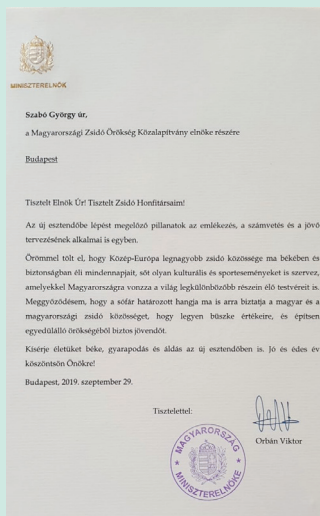 MINISZTERELNÖK
Szabó György úr,
a Magyarországi Zsidó Örökség Közalapítvány elnöke részére
Budapest
Tisztelt Elnök Úr! Tisztelt Zsidó Honfitársaim!
Az új esztendőbe lépést megelőző pillanatok az emlékezés, a számvetés és a jövő
tervezésének alkalmai is egyben.
Örömmel tölt el, hogy Közép-Európa legnagyobb zsidó közössége ma békében és
biztonságban éli mindennapjait, sőt olyan kulturális és sporteseményeket is szervez,
amelyekkel Magyarországra vonzza a világ legkülönbözőbb részein élő testvéreit is.
Meggyőződésem, hogy a sófár határozott hangja ma is arra biztatja a magyar és a
magyarországi zsidó közösséget, hogy legyen büszke értékeire, és építsen
egyedülálló örökségéből biztos jövendőt.
Kísérje életüket béke, gyarapodás és áldás az új esztendőben is. Jó és édes év
köszöntsön Önökre!
Budapest, 2019. szeptember 29.
Tisztelettel:
Orbán Viktor
MAGYARORSZÁG
MINISZTERELNÖKE